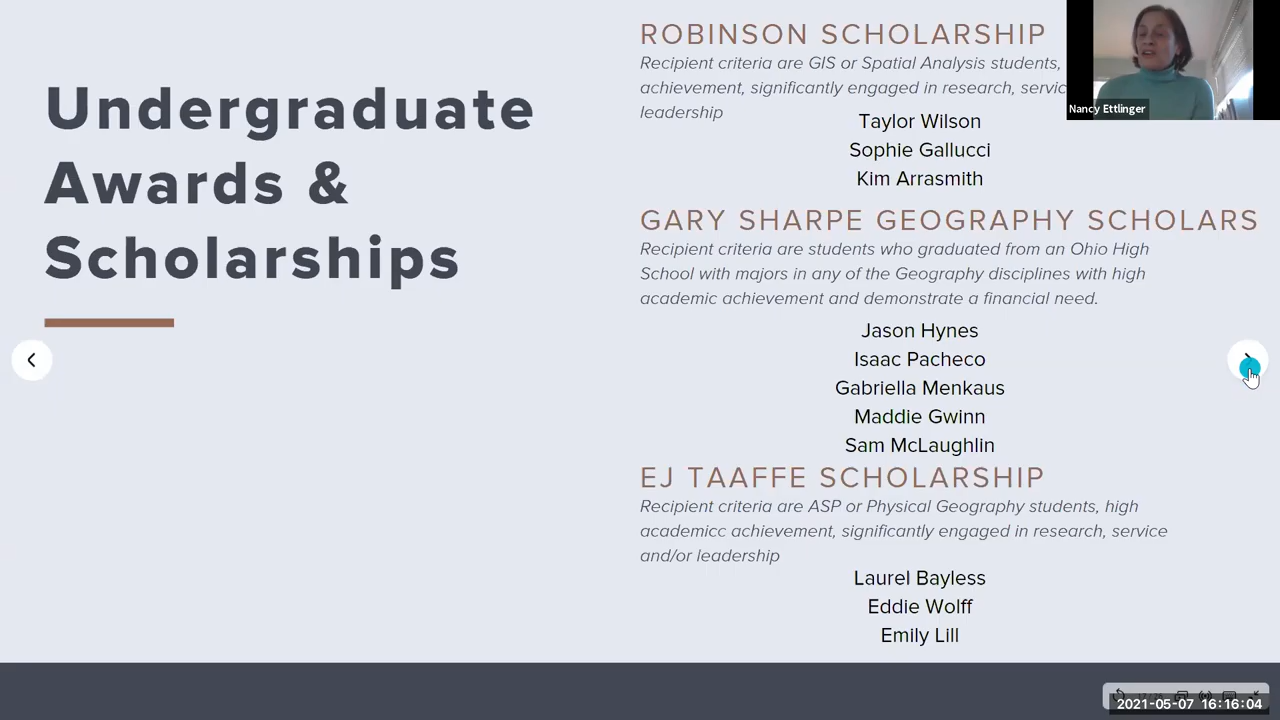 Undergraduate
Awards &
Scholarships
ROBINSON SCHOLARSHIP
Recipient criteria are GIS or Spatial Analysis students,
achievement, significantly engaged in research,
leadership
Taylor Wilson
Sophie Gallucci
Kim Arrasmith
GARY SHARPE GEOGRAPHY SCHOLARS
Recipient criteria are students who graduated from an Ohio High
School with majors in any of the Geography disciplines with high
academic achievement and demonstrate a financial need.
Jason Hynes
Isaac Pacheco
Gabriella Menkaus
Maddie Gwinn
Sam McLaughlin
EJ TAAFFE SCHOLARSHIP
Recipient criteria are ASP or Physical Geography students, high
academicc achievement, significantly engaged in research, service
and/or leadership
Laurel Bayless
Eddie Wolff
Emily Lill
Nancy Ettlinger
2021-05-07 16:16:04